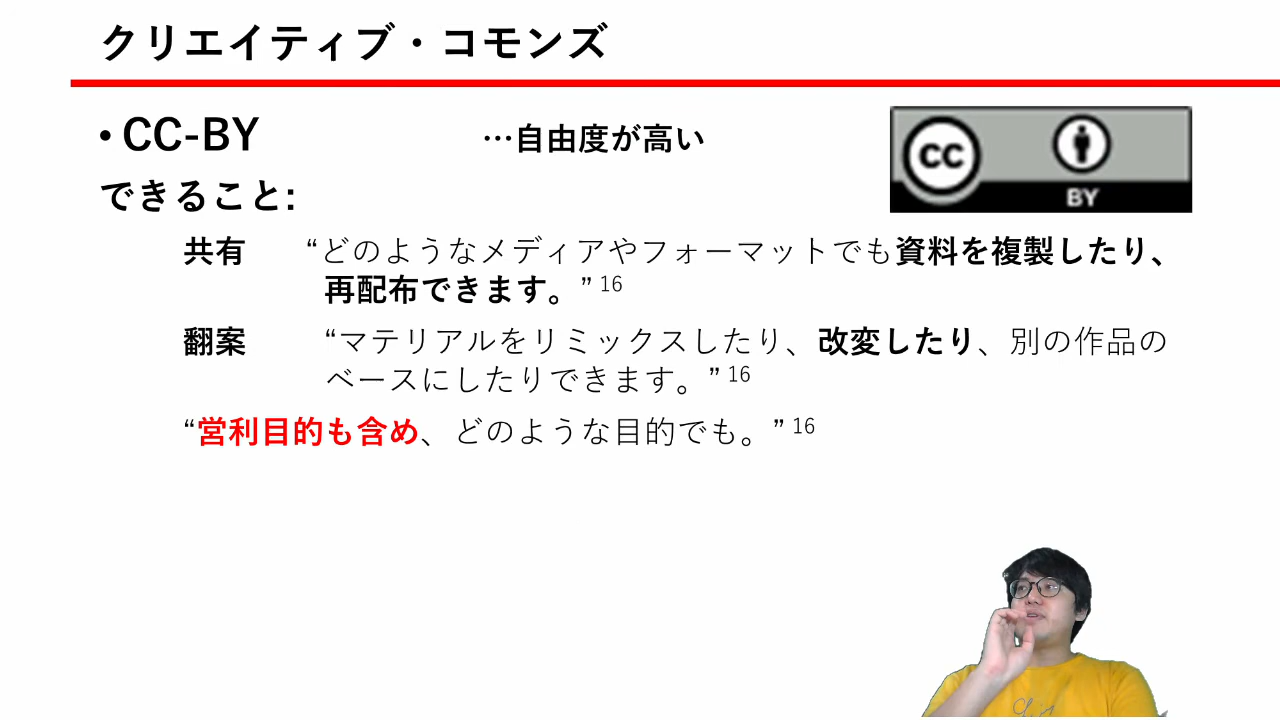 クリエイティブ・コモンズ
• CC-BY …自由度が高い
CC
BY
できること:
共有 “どのようなメディアやフォーマットでも資料を複製したり、
再配布できます。” 16
翻案 “マテリアルをリミックスしたり、改変したり、別の作品の
ベースにしたりできます。” 16
“営利目的も含め、どのような目的でも。” 16